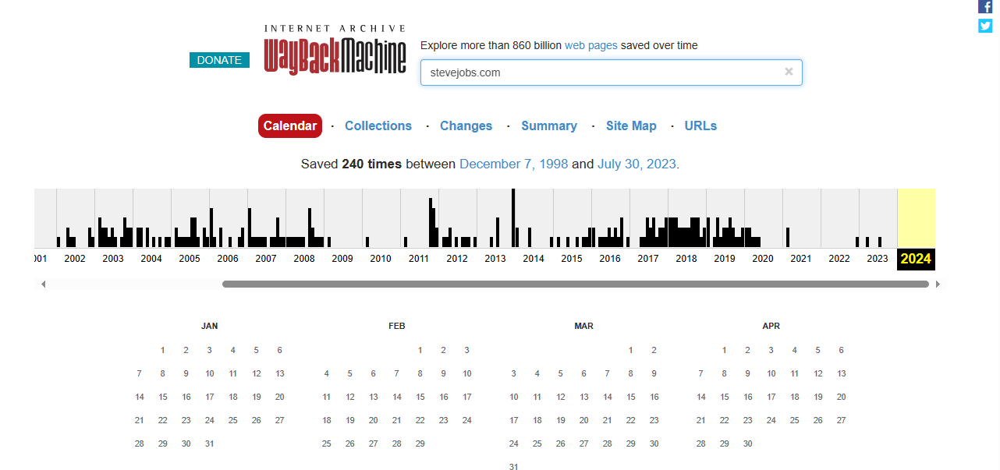 INTERNET ARCHIVE
WayBackMachine
DONATE
Explore more than 860 billion web pages saved over time
stevejobs.com ×
Calendar · Collections · Changes · Summary · Site Map · URLs
Saved 240 times between December 7, 1998 and July 30, 2023.
001 2002 2003 2004 2005 2006 2007 2008 2009 2010 2011 2012 2013 2014 2015 2016 2017 2018 2019 2020 2021 2022 2023 2024
JAN
1 2 3 4 5 6
7 8 9 10 11 12 13
14 15 16 17 18 19 20
21 22 23 24 25 26 27
28 29 30 31
FEB
1 2 3
4 5 6 7 8 9 10
11 12 13 14 15 16 17
18 19 20 21 22 23 24
25 26 27 28 29
MAR
1 2
3 4 5 6 7 8 9
10 11 12 13 14 15 16
17 18 19 20 21 22 23
24 25 26 27 28 29 30
31
APR
1 2 3 4 5 6
7 8 9 10 11 12 13
14 15 16 17 18 19 20
21 22 23 24 25 26 27
28 29 30